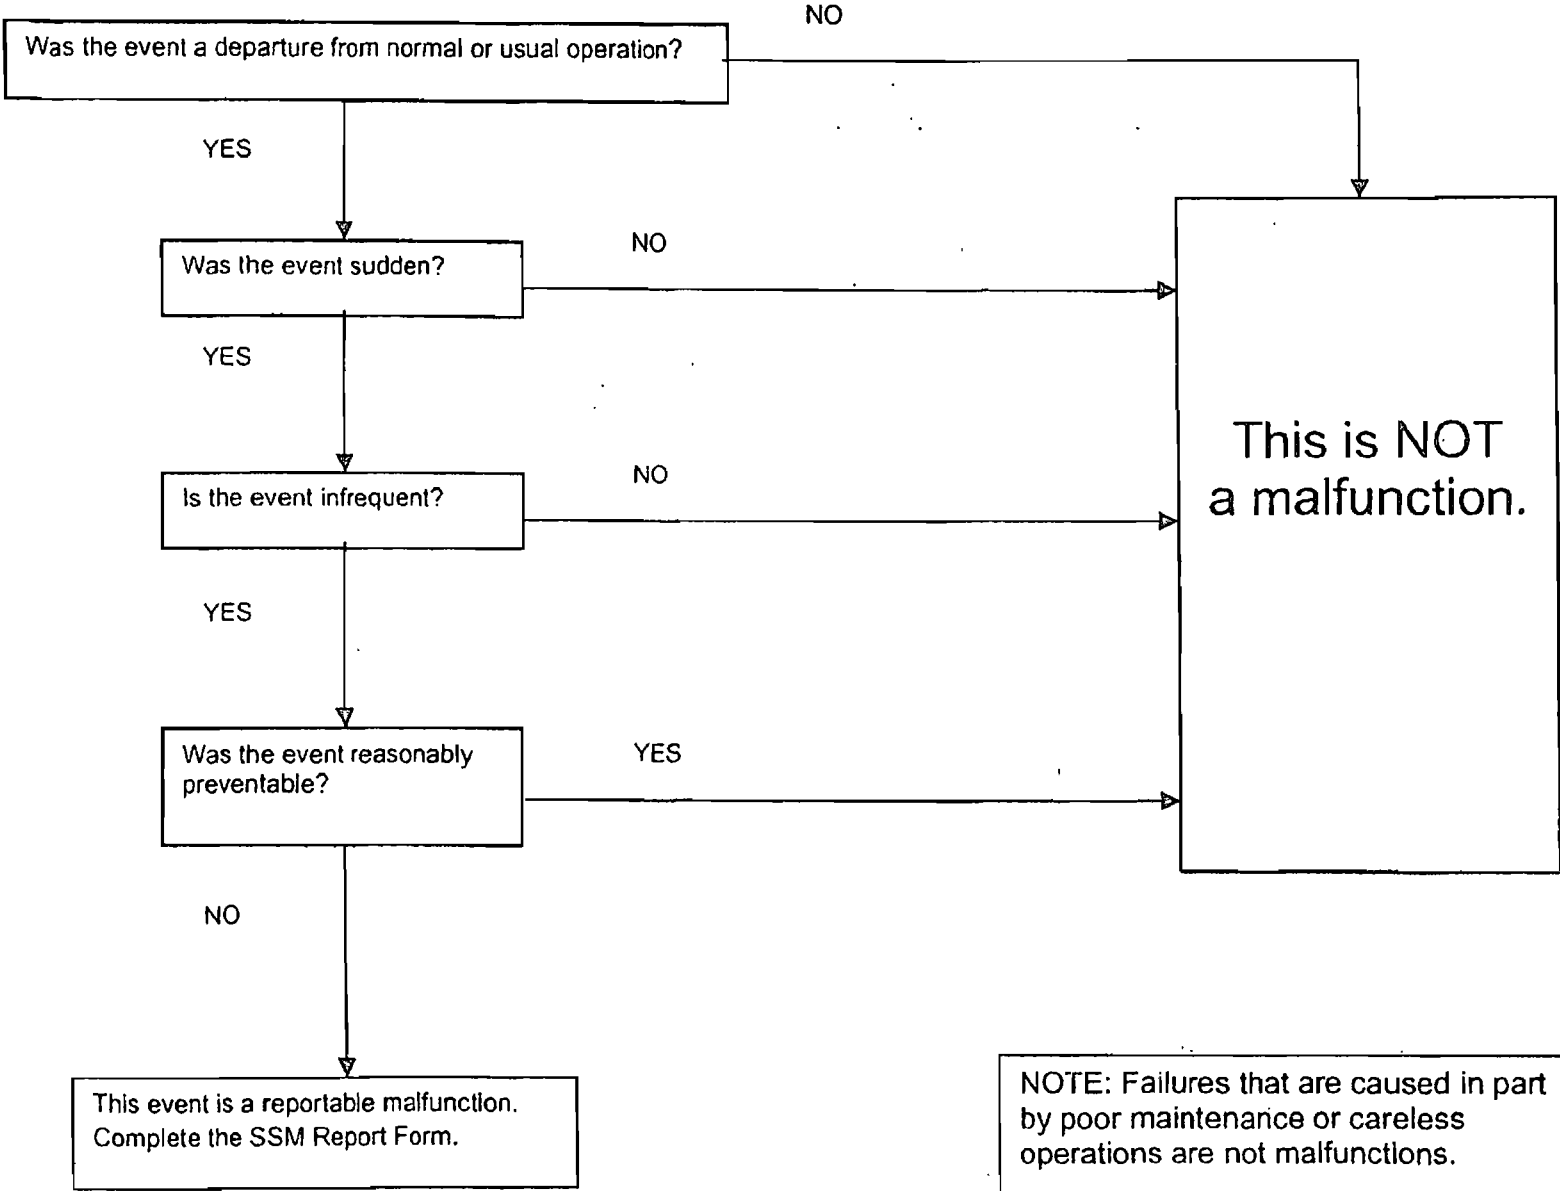 NO
Was the event a departure from normal or usual operation?
YES
Was the event sudden?
NO
YES
Is the event infrequent?
NO
This is NOT
a malfunction.
YES
Was the event reasonably
preventable?
YES
NO
This event is a reportable malfunction.
Complete the SSM Report Form.
NOTE: Failures that are caused in part
by poor maintenance or careless
operations are not malfunctions.